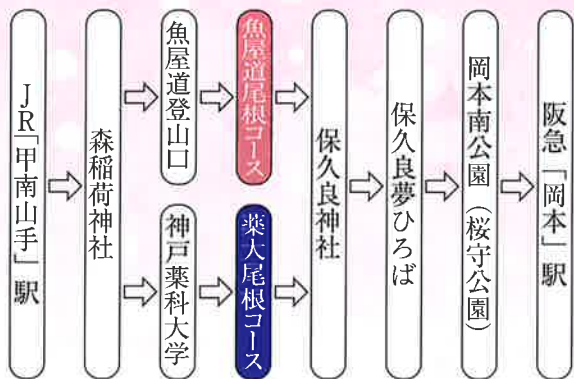 JR「甲南山手」駅
森稲荷神社
魚屋道登山口
魚屋道尾根コース
神戸薬科大学
薬大尾根コース
保久良神社
保久良夢ひろば
岡本南公園（桜守公園）
阪急「岡本」駅